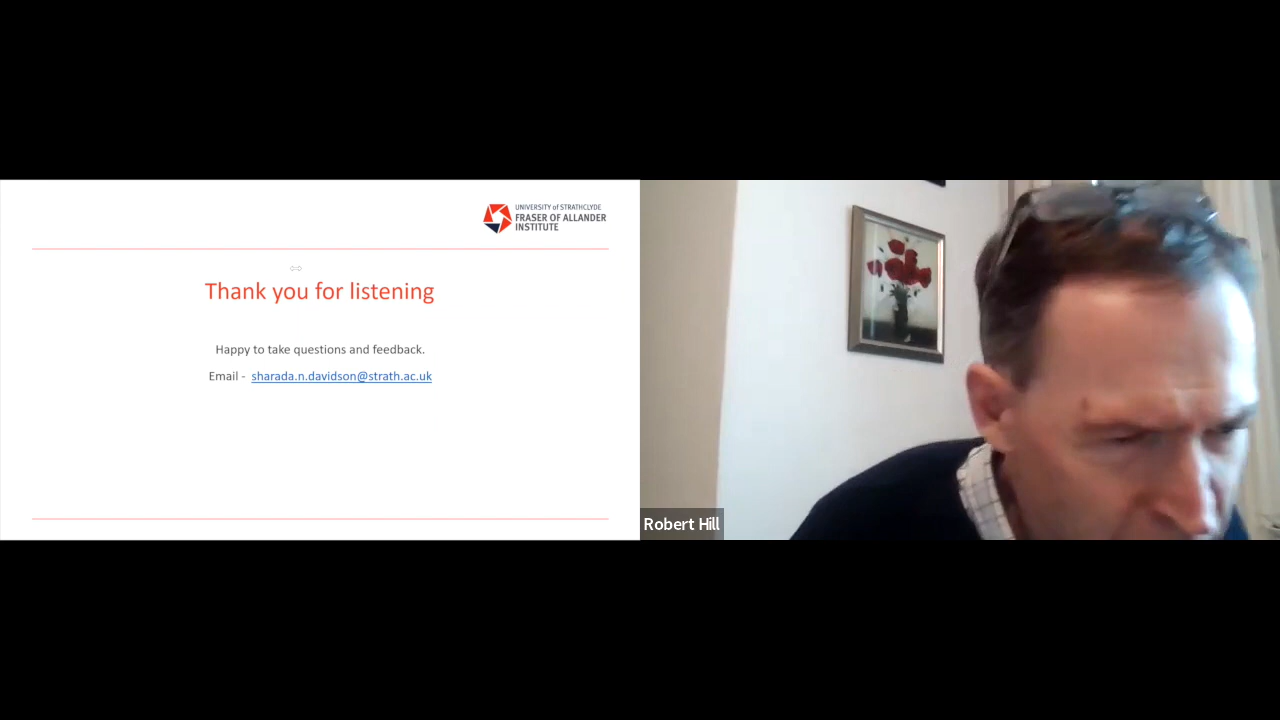 UNIVERSITY of STRATHCLYDE
FRASER OF ALLANDER
INSTITUTE
Thank you for listening
Happy to take questions and feedback.
Email - sharada.n.davidson@strath.ac.uk
Robert Hill